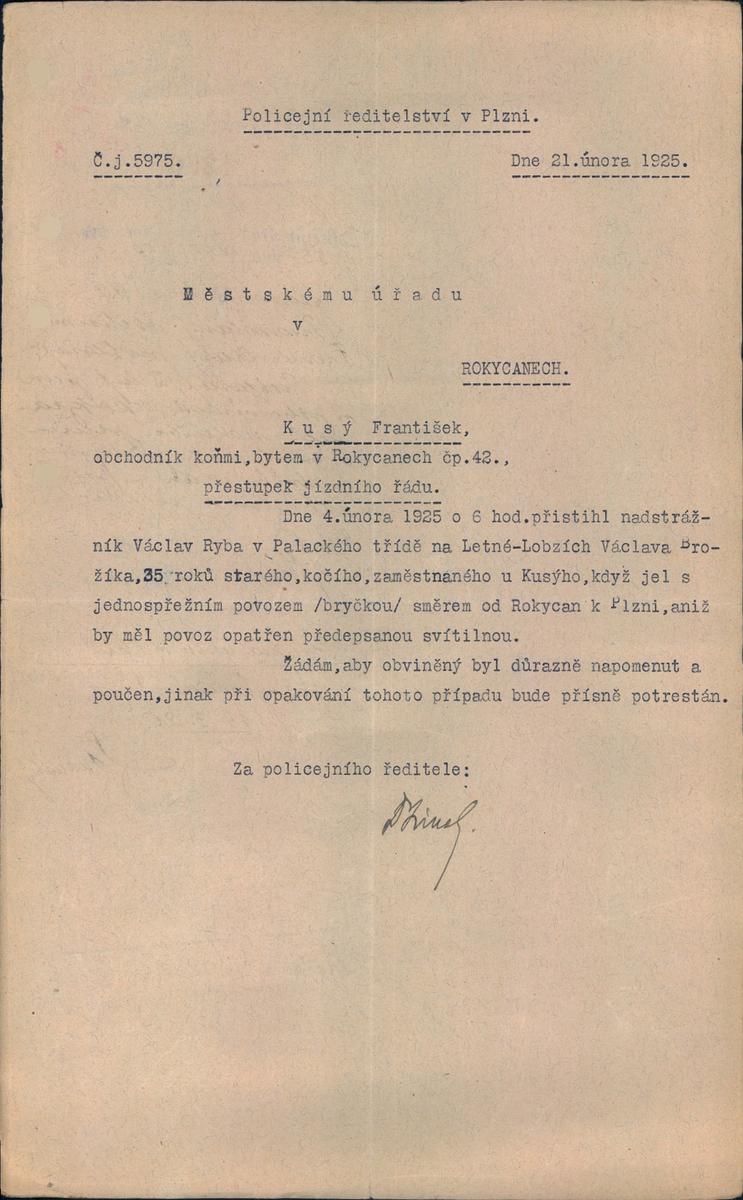 Policejní ředitelství v Plzni.
Č.j.5975. Dne 21.února 1925.
Městskému úřadu
v
ROKYCANECH.
Kusý František,
obchodník koňmi,bytem v Rokycanech čp.42.,
přestupek jízdního řádu.
Dne 4.února 1925 o 6 hod.přistihl nadstráž-
ník Václav Ryba v Palackého třídě na Letné-Lobzích Václava Bro-
žíka,35 roků starého,kočího,zaměstnaného u Kusýho,když jel s
jednospřežním povozem /bryčkou/ směrem od Rokycan k Plzni,aniž
by měl povoz opatřen předepsanou svítilnou.
Žádám,aby obviněný byl důrazně napomenut a
poučen,jinak při opakování tohoto případu bude přísně potrestán.
Za policejního ředitele: